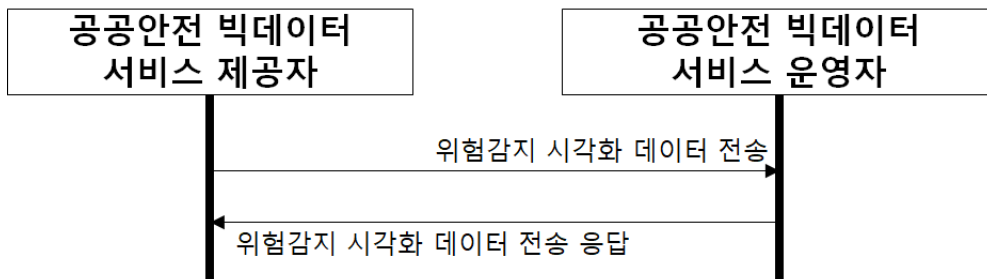 공공안전 빅데이터
서비스 제공자
공공안전 빅데이터
서비스 운영자
위험감지 시각화 데이터 전송
위험감지 시각화 데이터 전송 응답